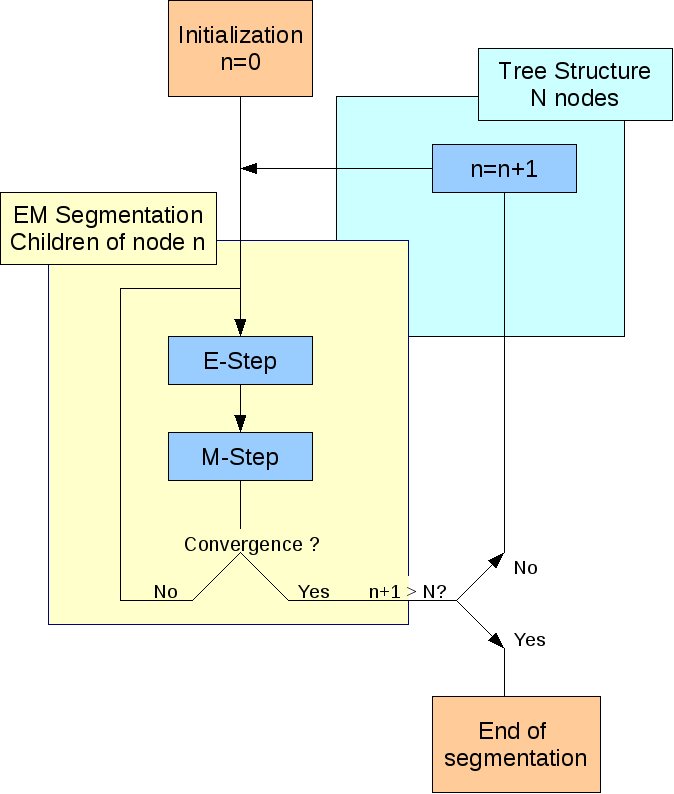 Initialization
n=0
Tree Structure
N nodes
n=n+1
EM Segmentation
Children of node n
E-Step
M-Step
Convergence ?
No
Yes
n+1 > N?
No
Yes
End of
segmentation